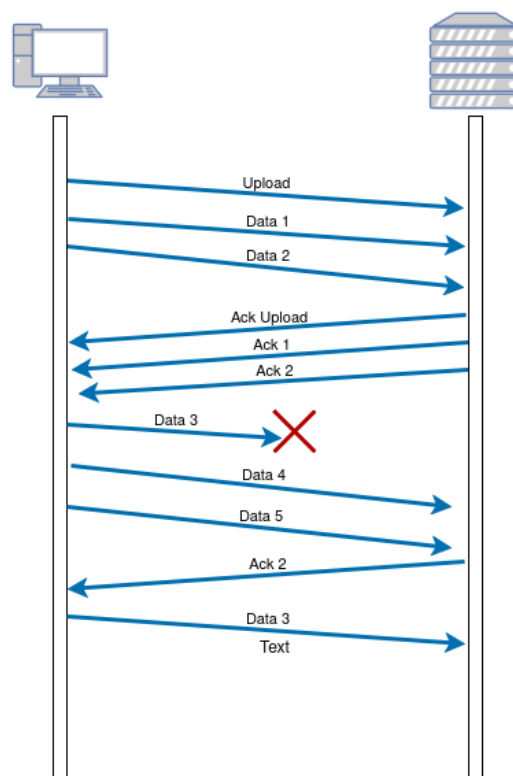 Upload
Data 1
Data 2
Ack Upload
Ack 1
Ack 2
Data 3
Data 4
Data 5
Ack 2
Data 3
Text